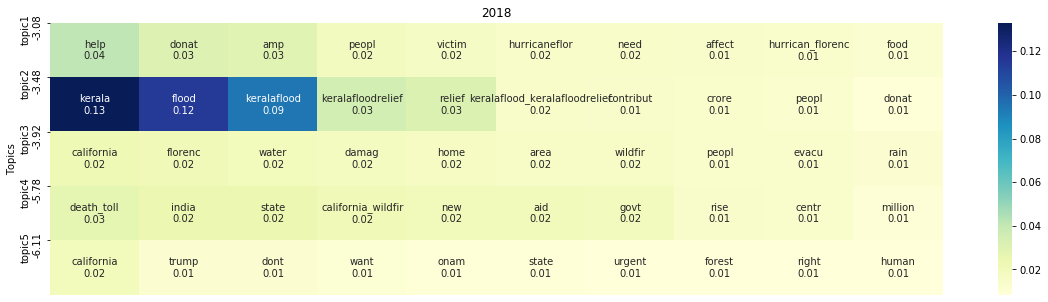 2018
Topics
topic1
-3.08
help donat amp peopl victim hurricaneflor need affect hurrican_florenc food
0.04 0.03 0.03 0.02 0.02 0.01 0.01 0.01 0.01 0.01
topic2
-3.48
kerala flood keralaflood keralafloodrelief relief keralaflood_keralafloodrelief contribut crore peopl donat
0.13 0.12 0.09 0.03 0.03 0.02 0.01 0.01 0.01 0.01
topic3
-3.92
california florenc water damag home area wildfir peopl evacu rain
0.02 0.02 0.02 0.02 0.02 0.02 0.02 0.01 0.01 0.01
topic4
-5.78
death_toll india state california_wildfir new aid govt rise centr million
0.03 0.02 0.02 0.02 0.02 0.02 0.02 0.01 0.01 0.01
topic5
-6.11
california trump dont want onam state urgent forest right human
0.02 0.01 0.01 0.01 0.01 0.01 0.01 0.01 0.01 0.01
0.12
0.10
0.08
0.06
0.04
0.02